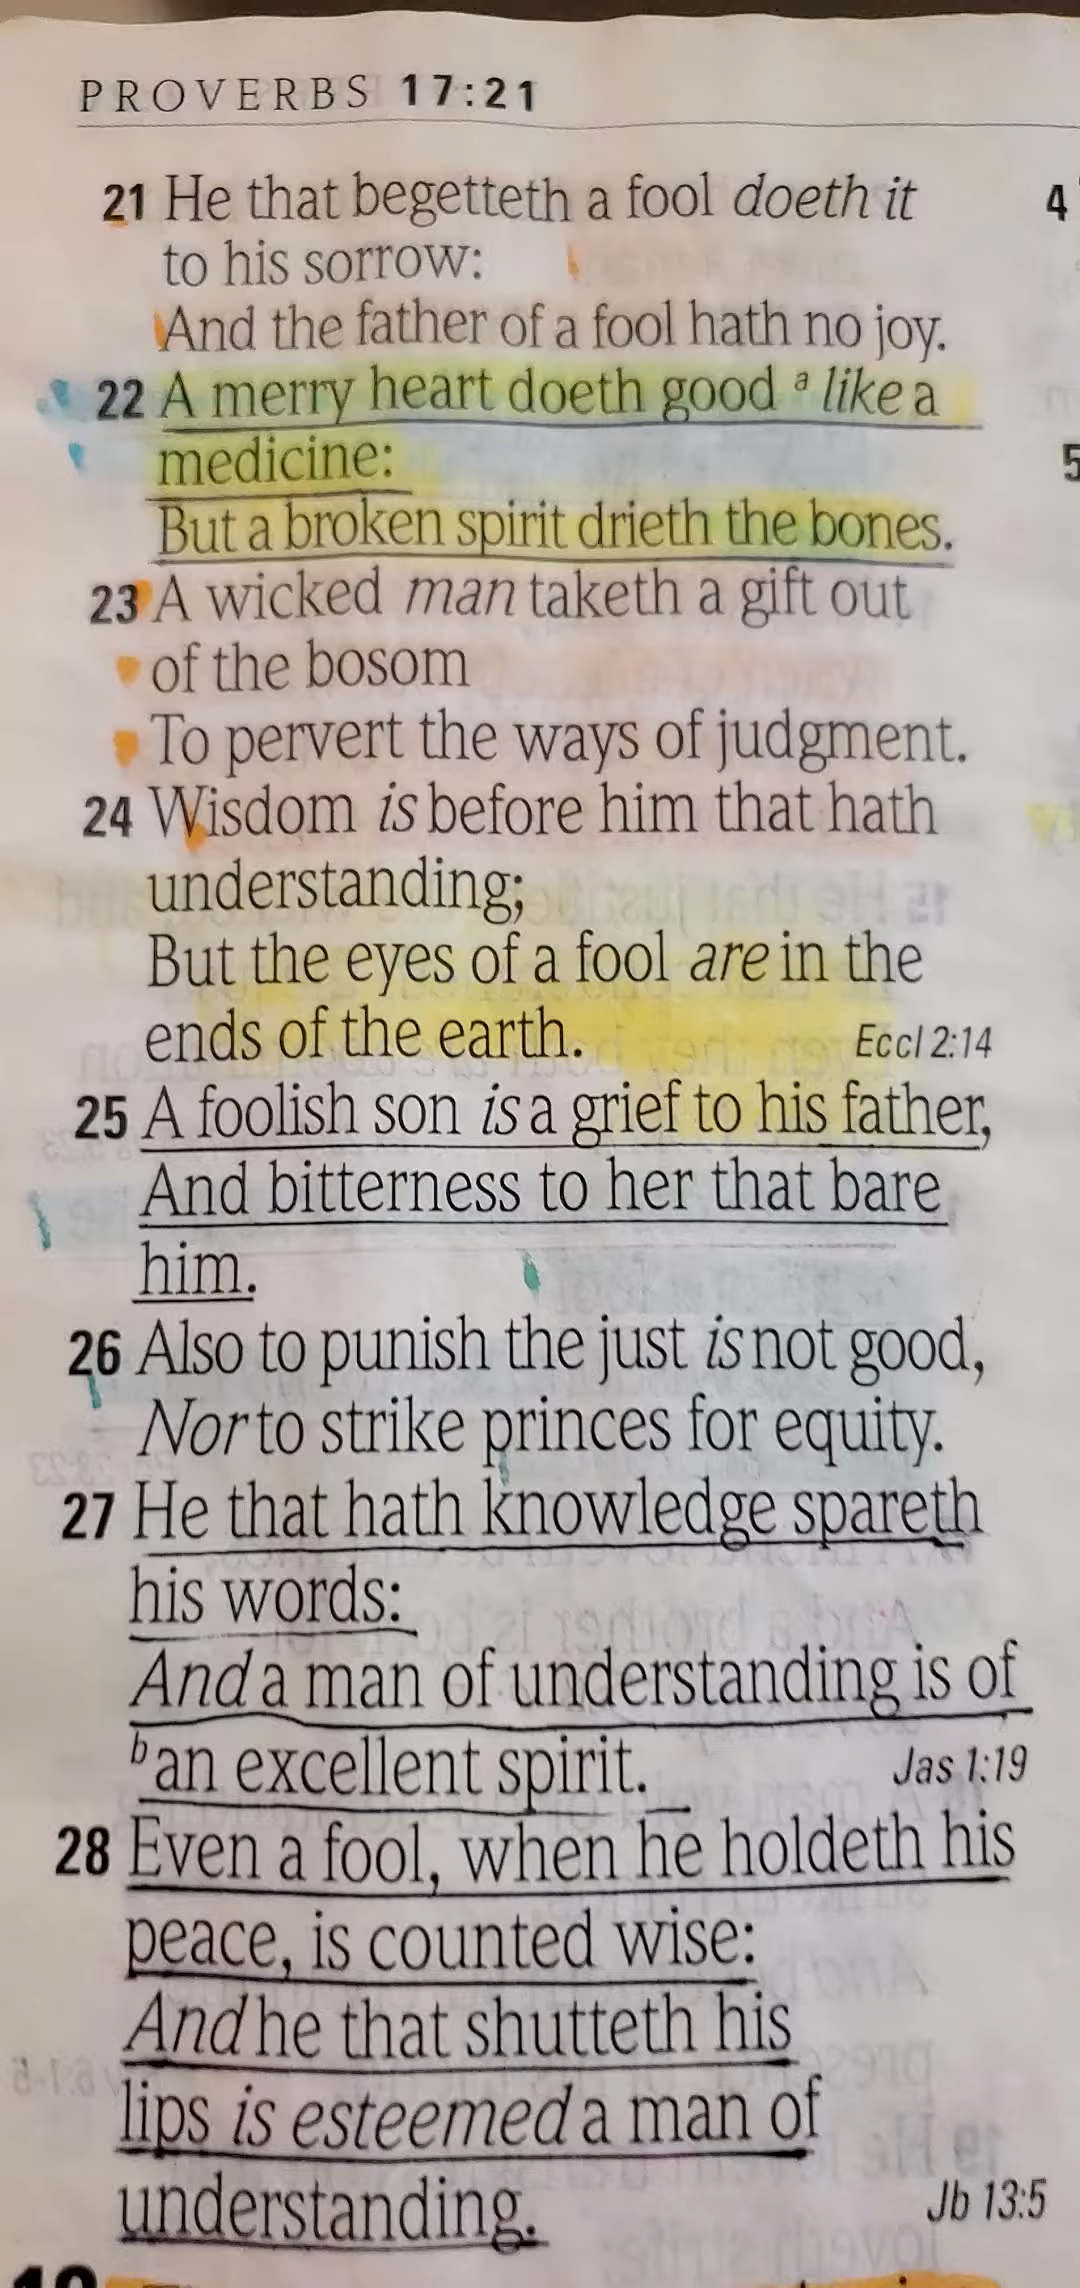 PROVERBS 17:21
21 He that begetteth a fool doeth it
to his sorrow:
And the father of a fool hath no joy.
22 A merry heart doeth good a like a
medicine:
But a broken spirit drieth the bones.
23 A wicked man taketh a gift out
of the bosom
To pervert the ways of judgment.
24 Wisdom is before him that hath
understanding;
But the eyes of a fool are in the
ends of the earth. Eccl 2:14
25 A foolish son is a grief to his father,
And bitterness to her that bare
him.
26 Also to punish the just is not good,
Nor to strike princes for equity.
27 He that hath knowledge spareth
his words:
And a man of understanding is of
b an excellent spirit. Jas 1:19
28 Even a fool, when he holdeth his
peace, is counted wise:
And he that shutteth his
lips is esteemed a man of
understanding. Jb 13:5
4
5